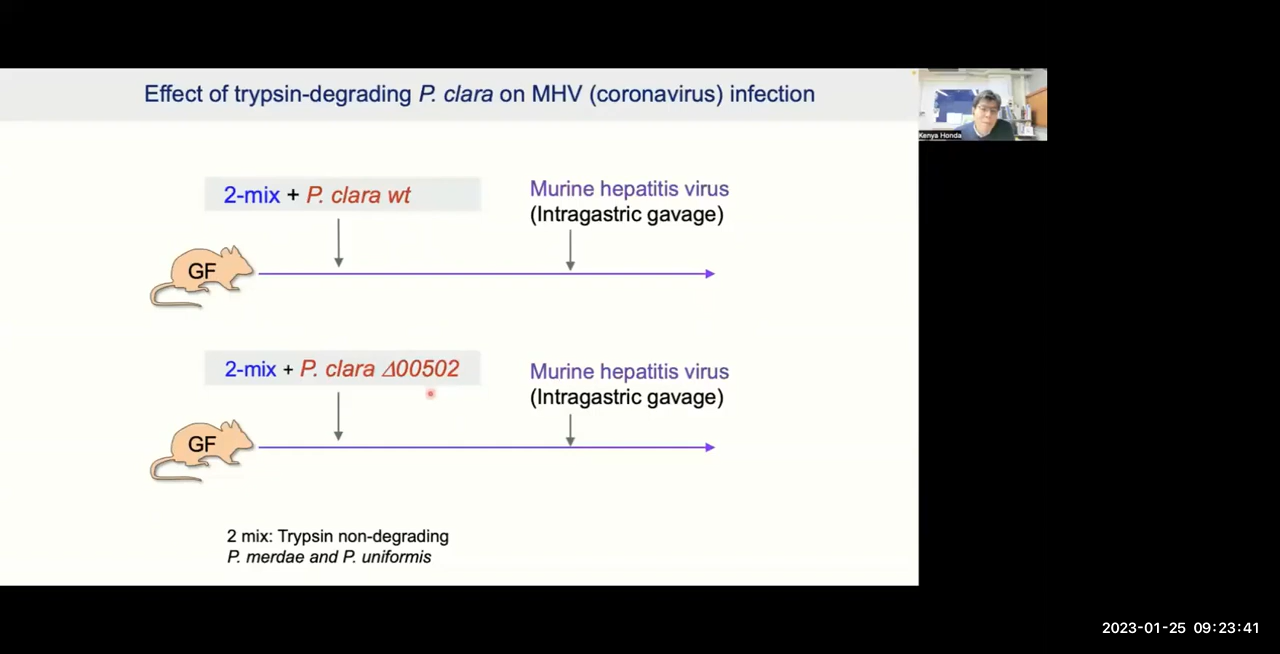 Effect of trypsin-degrading P. clara on MHV (coronavirus) infection
Kenya Honda
2-mix + P. clara wt
Murine hepatitis virus
(Intragastric gavage)
GF
2-mix + P. clara Δ00502
Murine hepatitis virus
(Intragastric gavage)
GF
2 mix: Trypsin non-degrading
P. merdae and P. uniformis
2023-01-25 09:23:41